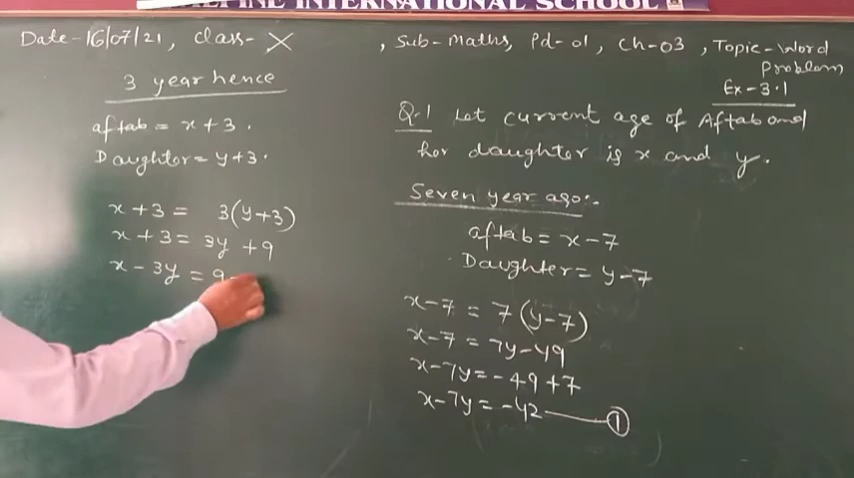 INTERNATIONAL SCHOOL
Date-16/07/21, class- X , Sub-Maths, Pd-01, Ch-03 , Topic-Word Problem
Ex-3.1
3 year hence
aftab = x+3.
Daughter = y+3.
x+3 = 3(y+3)
x+3 = 3y +9
x-3y = 9-
Q.1 Let current age of Aftab and
her daughter is x and y.
Seven year ago:-
aftab = x-7
Daughter = y-7
x-7 = 7(y-7)
x-7 = 7y-49
x-7y = -49+7
x-7y = -42 — ①